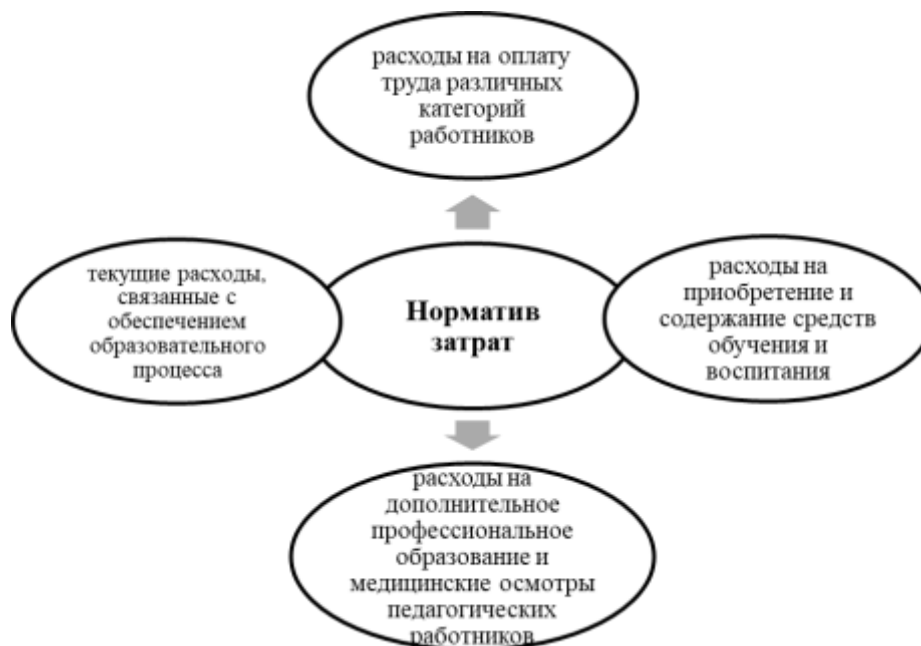 расходы на оплату
труда различных
категорий
работников
текущие расходы,
связанные с
обеспечением
образовательного
процесса
Норматив
затрат
расходы на
приобретение и
содержание средств
обучения и
воспитания
расходы на
дополнительное
профессиональное
образование и
медицинские осмотры
педагогических
работников